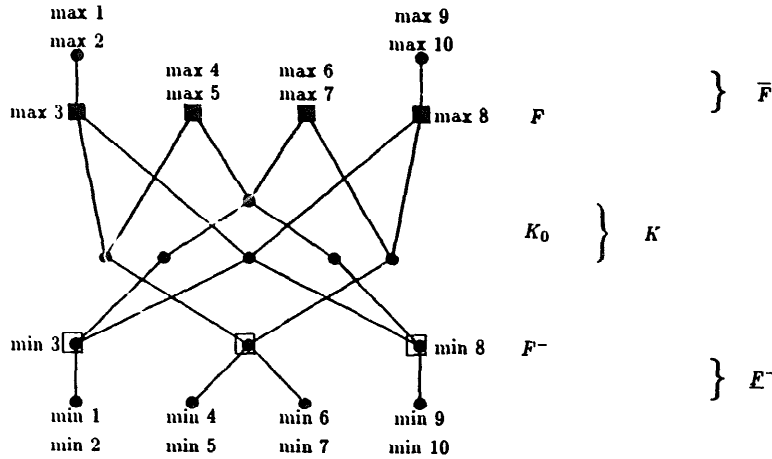 max 1 max 9
max 2 max 10
max 4 max 6
max 5 max 7
max 3 max 8 F } F̅
K₀ } K
min 3 min 8 F⁻
} F̲⁻
min 1 min 4 min 6 min 9
min 2 min 5 min 7 min 10